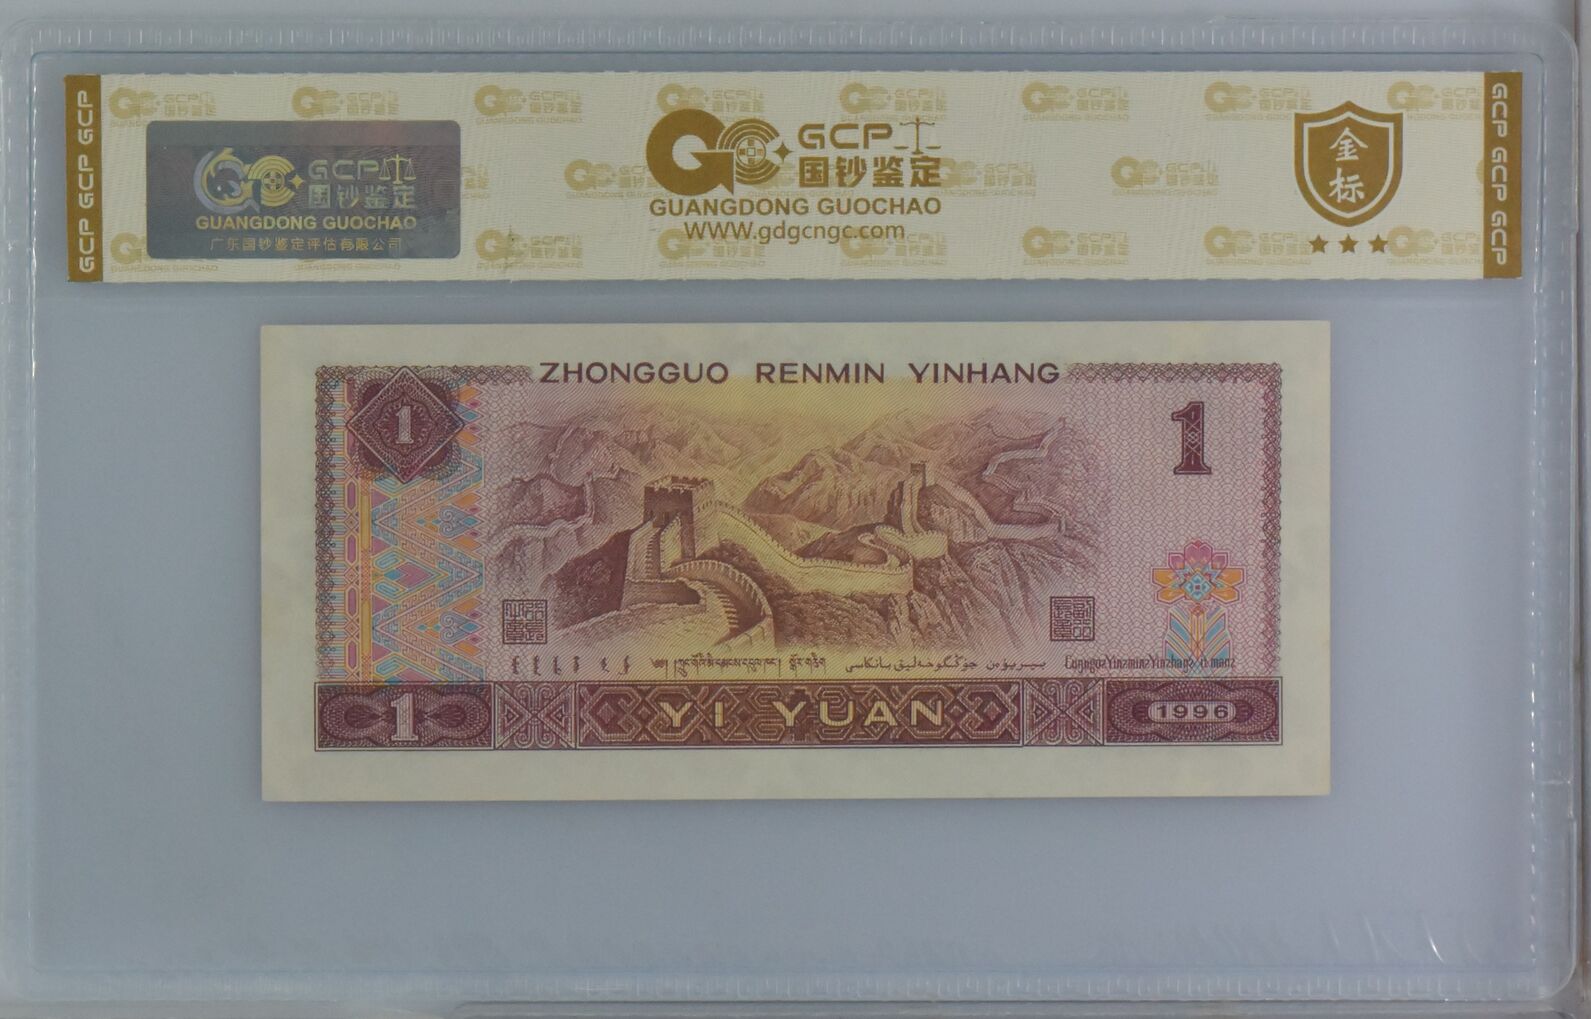 GCP GCP GCP
GCP
国钞鉴定
GUANGDONG GUOCHAO
广东国钞鉴定评估有限公司
GCP
国钞鉴定
GUANGDONG GUOCHAO
WWW.gdgcngc.com
金标
GCP GCP GCP
ZHONGGUO RENMIN YINHANG
1
1
1
YI YUAN
1996